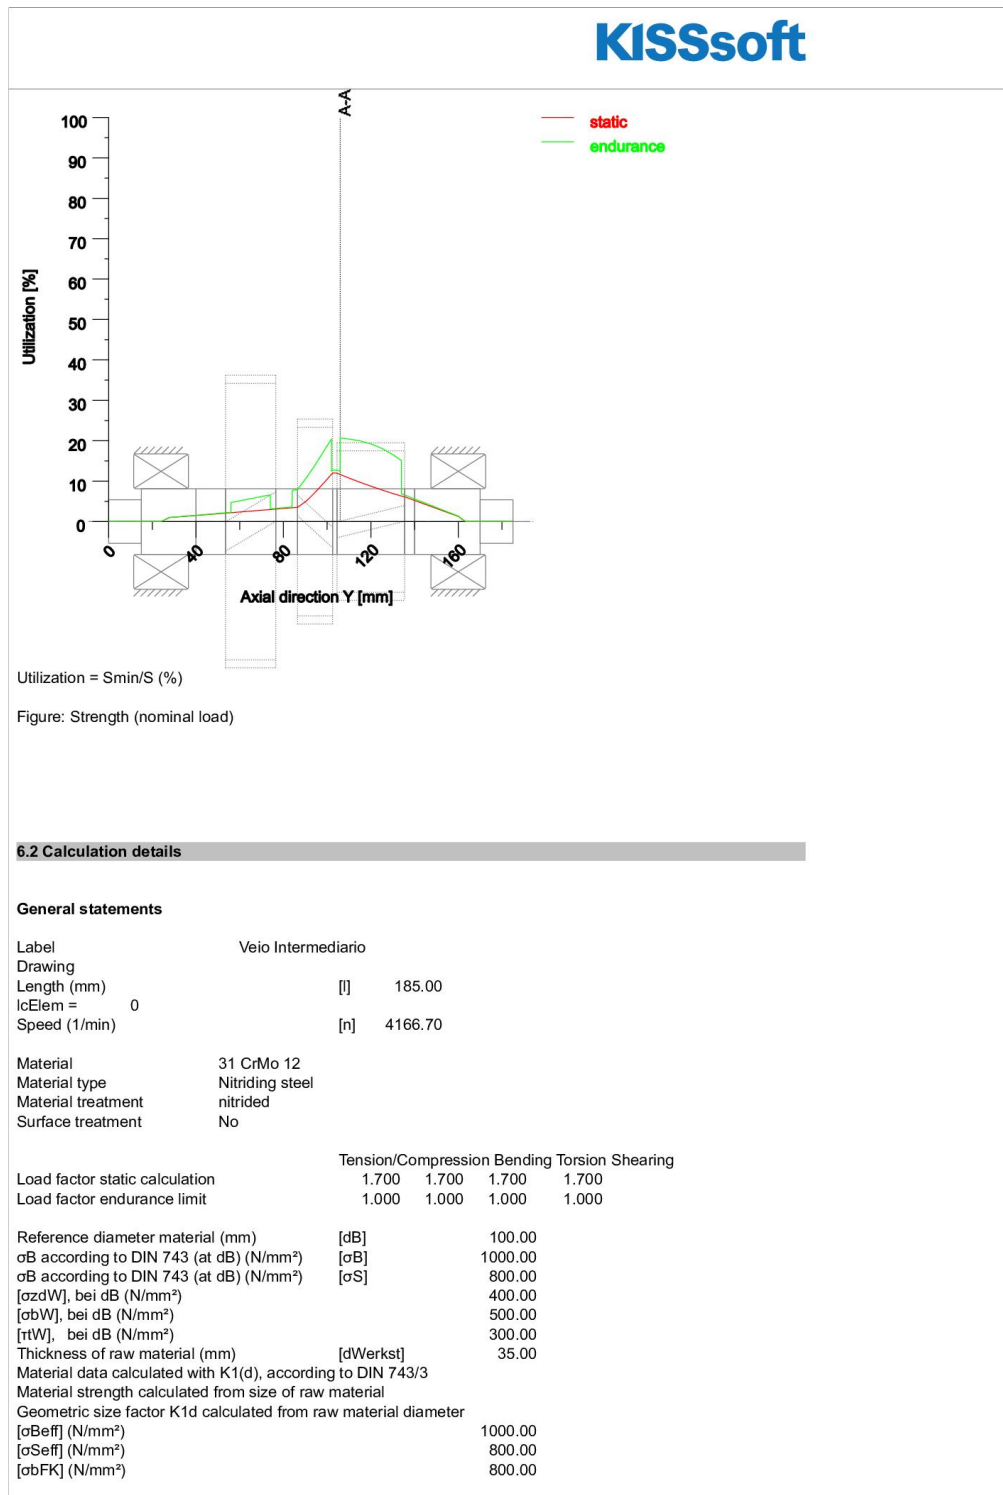 KISSsoft
A-A
static
endurance
100
90
80
70
60
50
40
30
20
10
0
Utilization [%]
0 40 80 120 160
Axial direction Y [mm]
Utilization = Smin/S (%)
Figure: Strength (nominal load)
6.2 Calculation details
General statements
Label Veio Intermediario
Drawing
Length (mm) [l] 185.00
lcElem = 0
Speed (1/min) [n] 4166.70
Material 31 CrMo 12
Material type Nitriding steel
Material treatment nitrided
Surface treatment No
Tension/Compression Bending Torsion Shearing
Load factor static calculation 1.700 1.700 1.700 1.700
Load factor endurance limit 1.000 1.000 1.000 1.000
Reference diameter material (mm) [dB] 100.00
σB according to DIN 743 (at dB) (N/mm²) [σB] 1000.00
σB according to DIN 743 (at dB) (N/mm²) [σS] 800.00
[σzdW], bei dB (N/mm²) 400.00
[σbW], bei dB (N/mm²) 500.00
[τtW], bei dB (N/mm²) 300.00
Thickness of raw material (mm) [dWerkst] 35.00
Material data calculated with K1(d), according to DIN 743/3
Material strength calculated from size of raw material
Geometric size factor K1d calculated from raw material diameter
[σBeff] (N/mm²) 1000.00
[σSeff] (N/mm²) 800.00
[σbFK] (N/mm²) 800.00